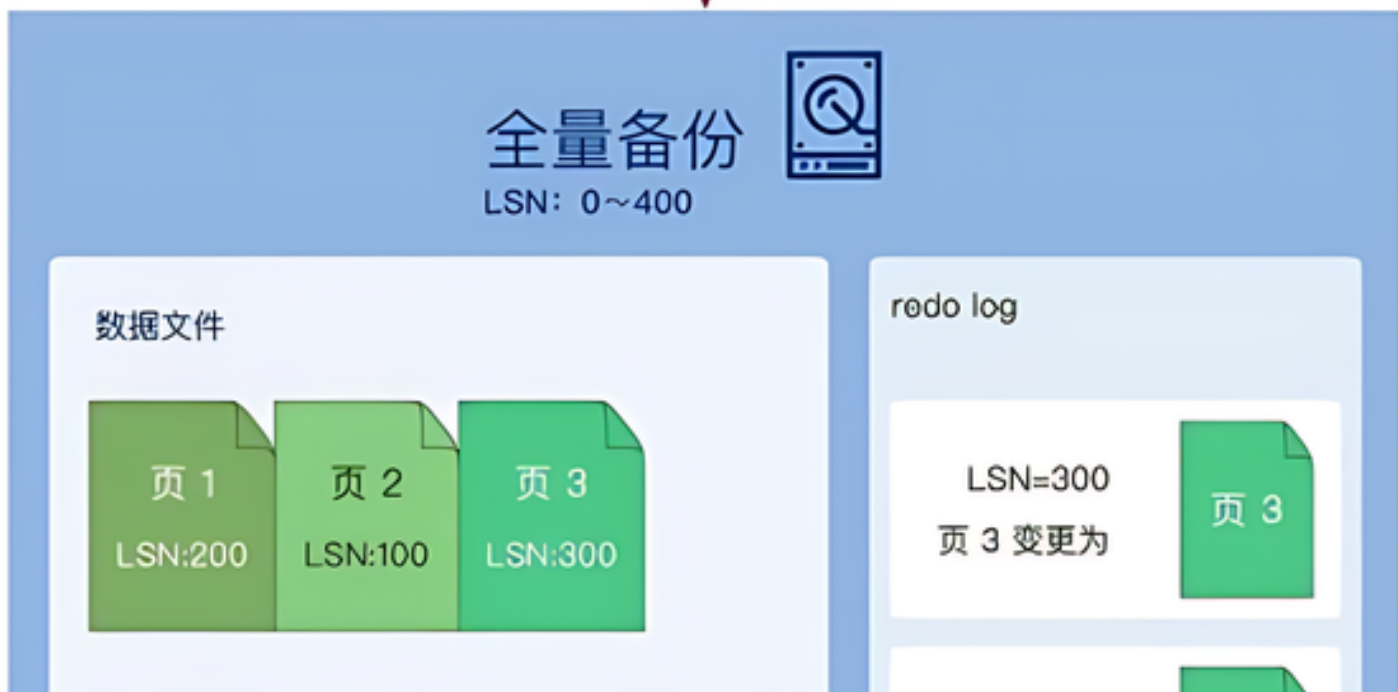 全量备份
LSN：0～400
数据文件
页 1
LSN:200
页 2
LSN:100
页 3
LSN:300
redo log
LSN=300
页 3 变更为
页 3